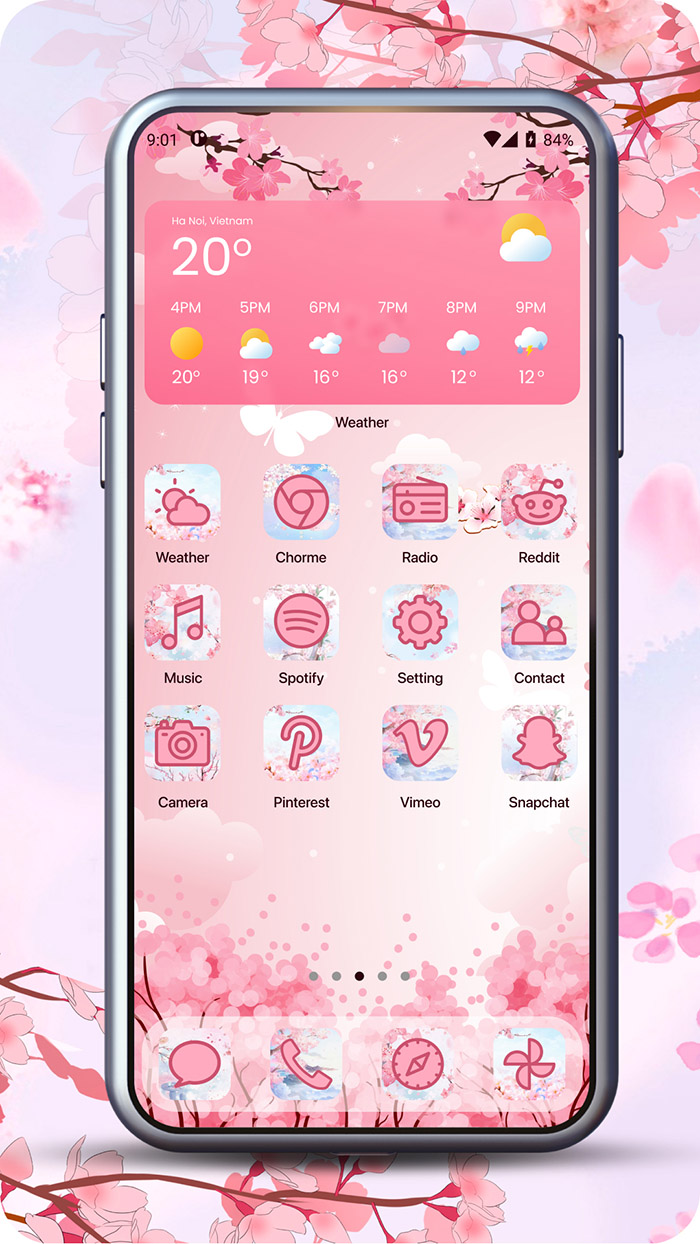 9:01 84%
Ha Noi, Vietnam
20°
4PM 5PM 6PM 7PM 8PM 9PM
20° 19° 16° 16° 12° 12°
Weather
Weather Chorme Radio Reddit
Music Spotify Setting Contact
Camera Pinterest Vimeo Snapchat